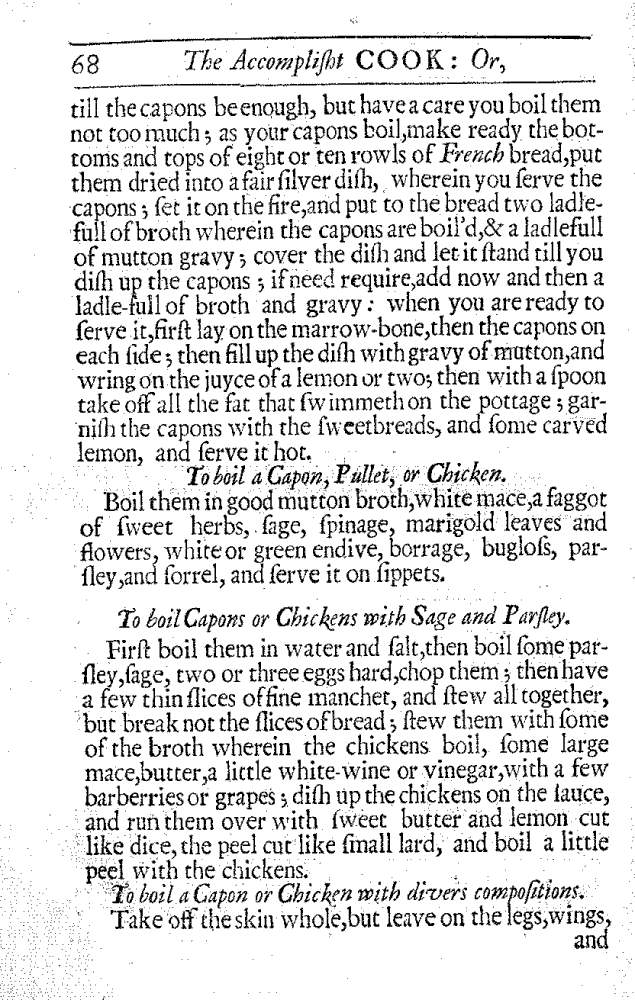 68 The Accompliſht COOK: Or,
till the capons be enough, but have a care you boil them
not too much; as your capons boil, make ready the bot-
toms and tops of eight or ten rowls of French bread, put
them dried into a fair ſilver diſh, wherein you ſerve the
capons; ſet it on the fire, and put to the bread two ladle-
full of broth wherein the capons are boil'd, & a ladlefull
of mutton gravy; cover the diſh and let it ſtand till you
diſh up the capons; if need require, add now and then a
ladle-full of broth and gravy: when you are ready to
ſerve it, firſt lay on the marrow-bone, then the capons on
each ſide; then fill up the diſh with gravy of mutton, and
wring on the juyce of a lemon or two; then with a ſpoon
take off all the fat that ſwimmeth on the pottage; gar-
niſh the capons with the ſweetbreads, and ſome carved
lemon, and ſerve it hot.
To boil a Capon, Pullet, or Chicken.
Boil them in good mutton broth, white mace, a faggot
of ſweet herbs, ſage, ſpinage, marigold leaves and
flowers, white or green endive, borrage, bugloſs, par-
ſley, and ſorrel, and ſerve it on ſippets.
To boil Capons or Chickens with Sage and Parſley.
Firſt boil them in water and ſalt, then boil ſome par-
ſley, ſage, two or three eggs hard, chop them; then have
a few thin ſlices of fine manchet, and ſtew all together,
but break not the ſlices of bread; ſtew them with ſome
of the broth wherein the chickens boil, ſome large
mace, butter, a little white-wine or vinegar, with a few
barberries or grapes; diſh up the chickens on the ſauce,
and run them over with ſweet butter and lemon cut
like dice, the peel cut like ſmall lard, and boil a little
peel with the chickens.
To boil a Capon or Chicken with divers compoſitions.
Take off the skin whole, but leave on the legs, wings,
and